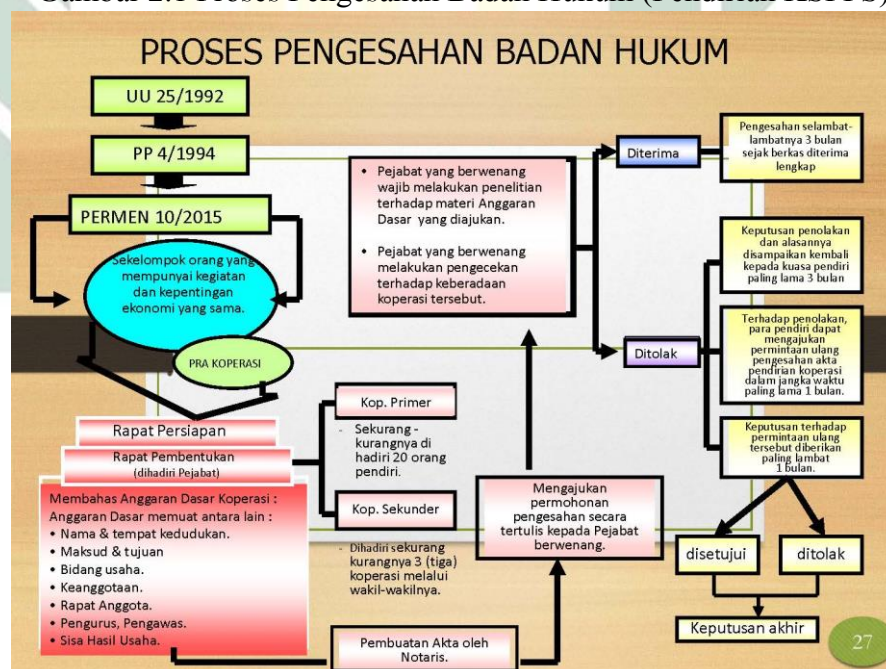 Gambar 2.1 Proses Pengesahan Badan Hukum (Pendirian KSPPS)
PROSES PENGESAHAN BADAN HUKUM
UU 25/1992
PP 4/1994
PERMEN 10/2015
Sekelompok orang yang
mempunyai kegiatan
dan kepentingan
ekonomi yang sama.
PRA KOPERASI
Rapat Persiapan
Rapat Pembentukan
(dihadiri Pejabat)
Membahas Anggaran Dasar Koperasi :
Anggaran Dasar memuat antara lain :
• Nama & tempat kedudukan.
• Maksud & tujuan
• Bidang usaha.
• Keanggotaan.
• Rapat Anggota.
• Pengurus, Pengawas.
• Sisa Hasil Usaha.
Kop. Primer
- Sekurang -
kurangnya di
hadiri 20 orang
pendiri.
Kop. Sekunder
- Dihadiri sekurang
kurangnya 3 (tiga)
koperasi melalui
wakil-wakilnya.
Pembuatan Akta oleh
Notaris.
Mengajukan
permohonan
pengesahan secara
tertulis kepada Pejabat
berwenang.
• Pejabat yang berwenang
wajib melakukan penelitian
terhadap materi Anggaran
Dasar yang diajukan.
• Pejabat yang berwenang
melakukan pengecekan
terhadap keberadaan
koperasi tersebut.
Diterima
Pengesahan selambat-
lambatnya 3 bulan
sejak berkas diterima
lengkap
Ditolak
Keputusan penolakan
dan alasannya
disampaikan kembali
kepada kuasa pendiri
paling lama 3 bulan
Terhadap penolakan,
para pendiri dapat
mengajukan
permintaan ulang
pengesahan akta
pendirian koperasi
dalam jangka waktu
paling lama 1 bulan.
Keputusan terhadap
permintaan ulang
tersebut diberikan
paling lambat
1 bulan.
disetujui
ditolak
Keputusan akhir
27